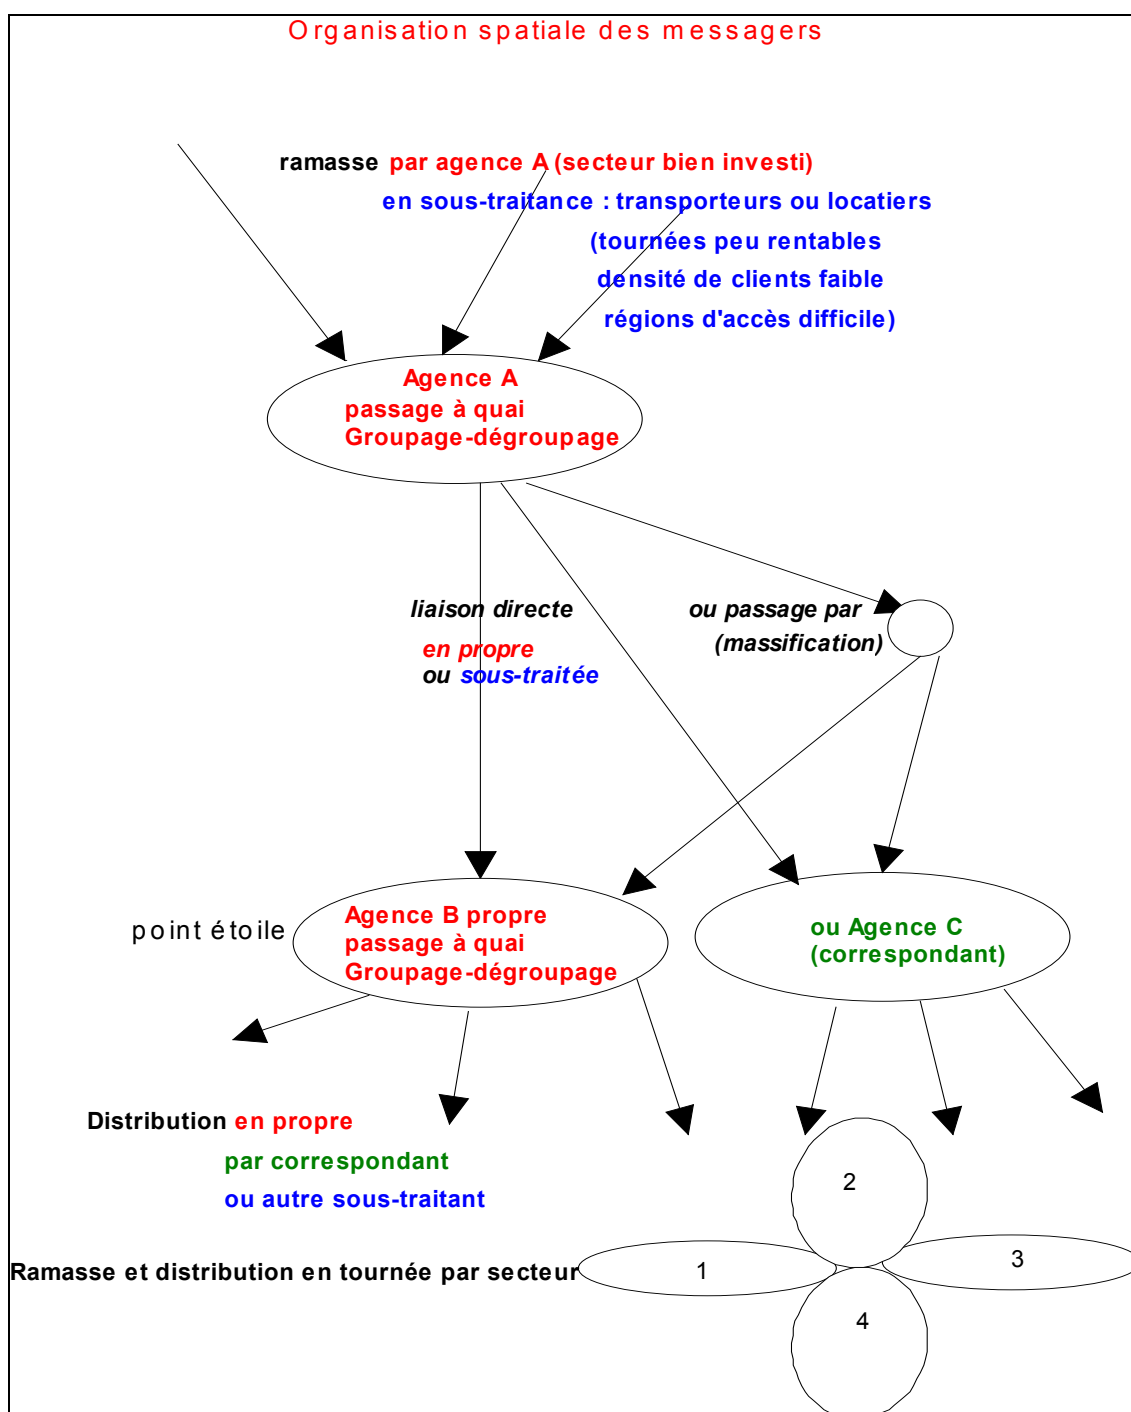 Organisation spatiale des messagers
ramasse par agence A (secteur bien investi)
en sous-traitance : transporteurs ou locatiers
(tournées peu rentables
densité de clients faible
régions d'accès difficile)
Agence A
passage à quai
Groupage-dégroupage
liaison directe
en propre
ou sous-traitée
ou passage par
(massification)
point étoile
Agence B propre
passage à quai
Groupage-dégroupage
ou Agence C
(correspondant)
Distribution en propre
par correspondant
ou autre sous-traitant
Ramasse et distribution en tournée par secteur
1
2
3
4